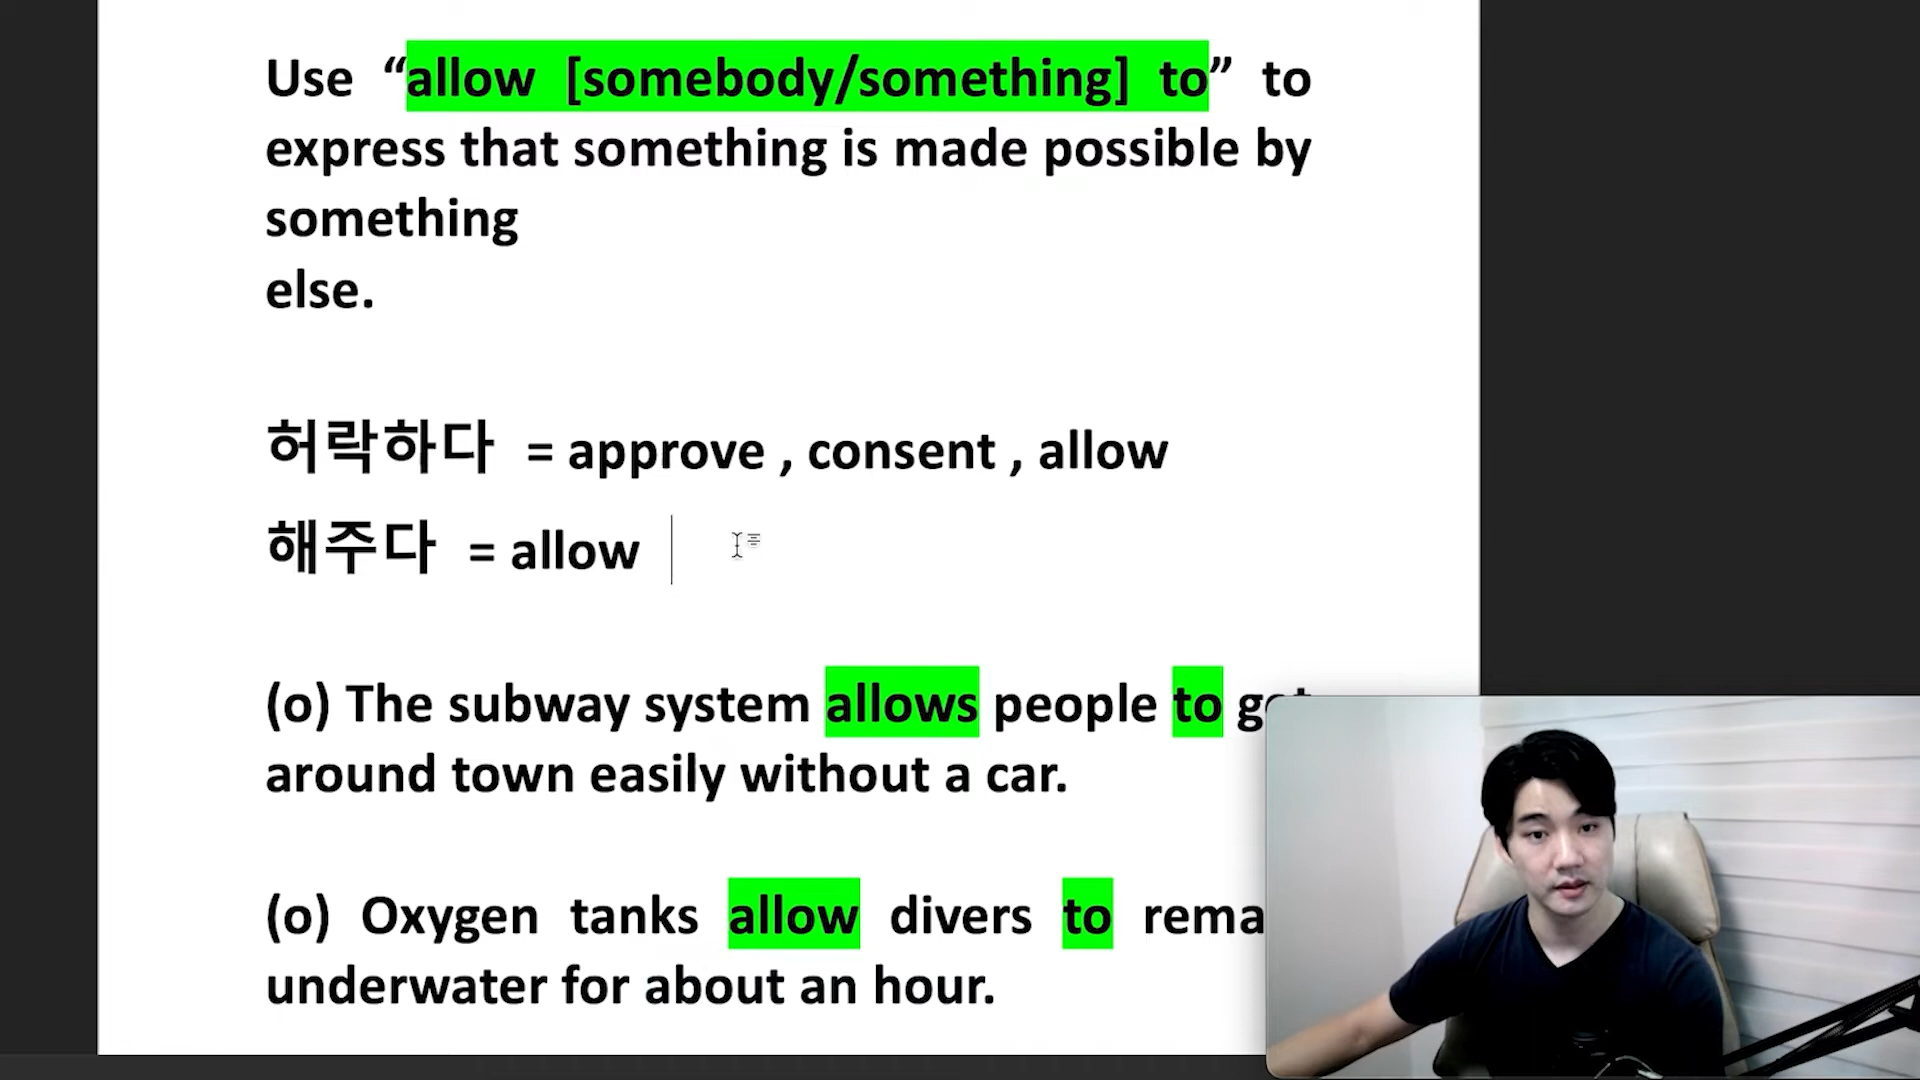 Use “allow [somebody/something] to” to
express that something is made possible by
something
else.
허락하다 = approve , consent , allow
해주다 = allow
(o) The subway system allows people to
around town easily without a car.
(o) Oxygen tanks allow divers to
underwater for about an hour.